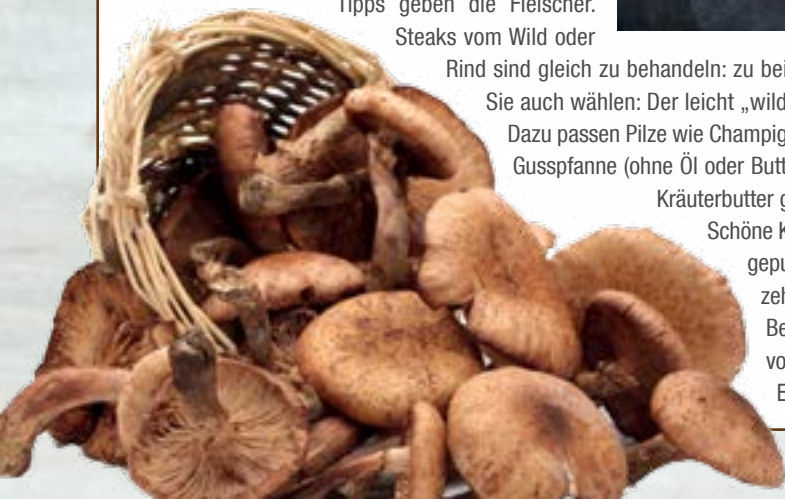 Tipps geben die Fleischer.
Steaks vom Wild oder
Rind sind gleich zu behandeln: zu bei
Sie auch wählen: Der leicht „wild
Dazu passen Pilze wie Champig
Gusspfanne (ohne Öl oder Butt
Kräuterbutter g
Schöne K
gepu
zeh
Be
vo
E